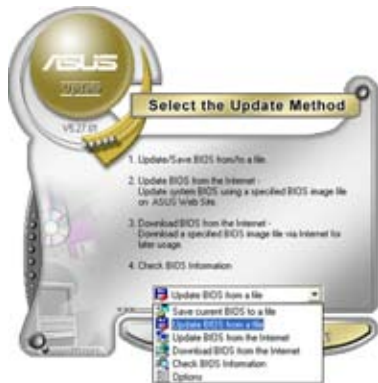 ASUS
Update
Select the Update Method
1. Update/Save BIOS from/to a file.
2. Update BIOS from the Internet -
Update system BIOS using a specified BIOS image file
on ASUS Web Site.
3. Download BIOS from the Internet -
Download a specified BIOS image file via Internet for
later usage.
4. Check BIOS Information
Update BIOS from a file
Save current BIOS to a file
Update BIOS from a file
Update BIOS from the Internet
Download BIOS from the Internet
Check BIOS Information
Options